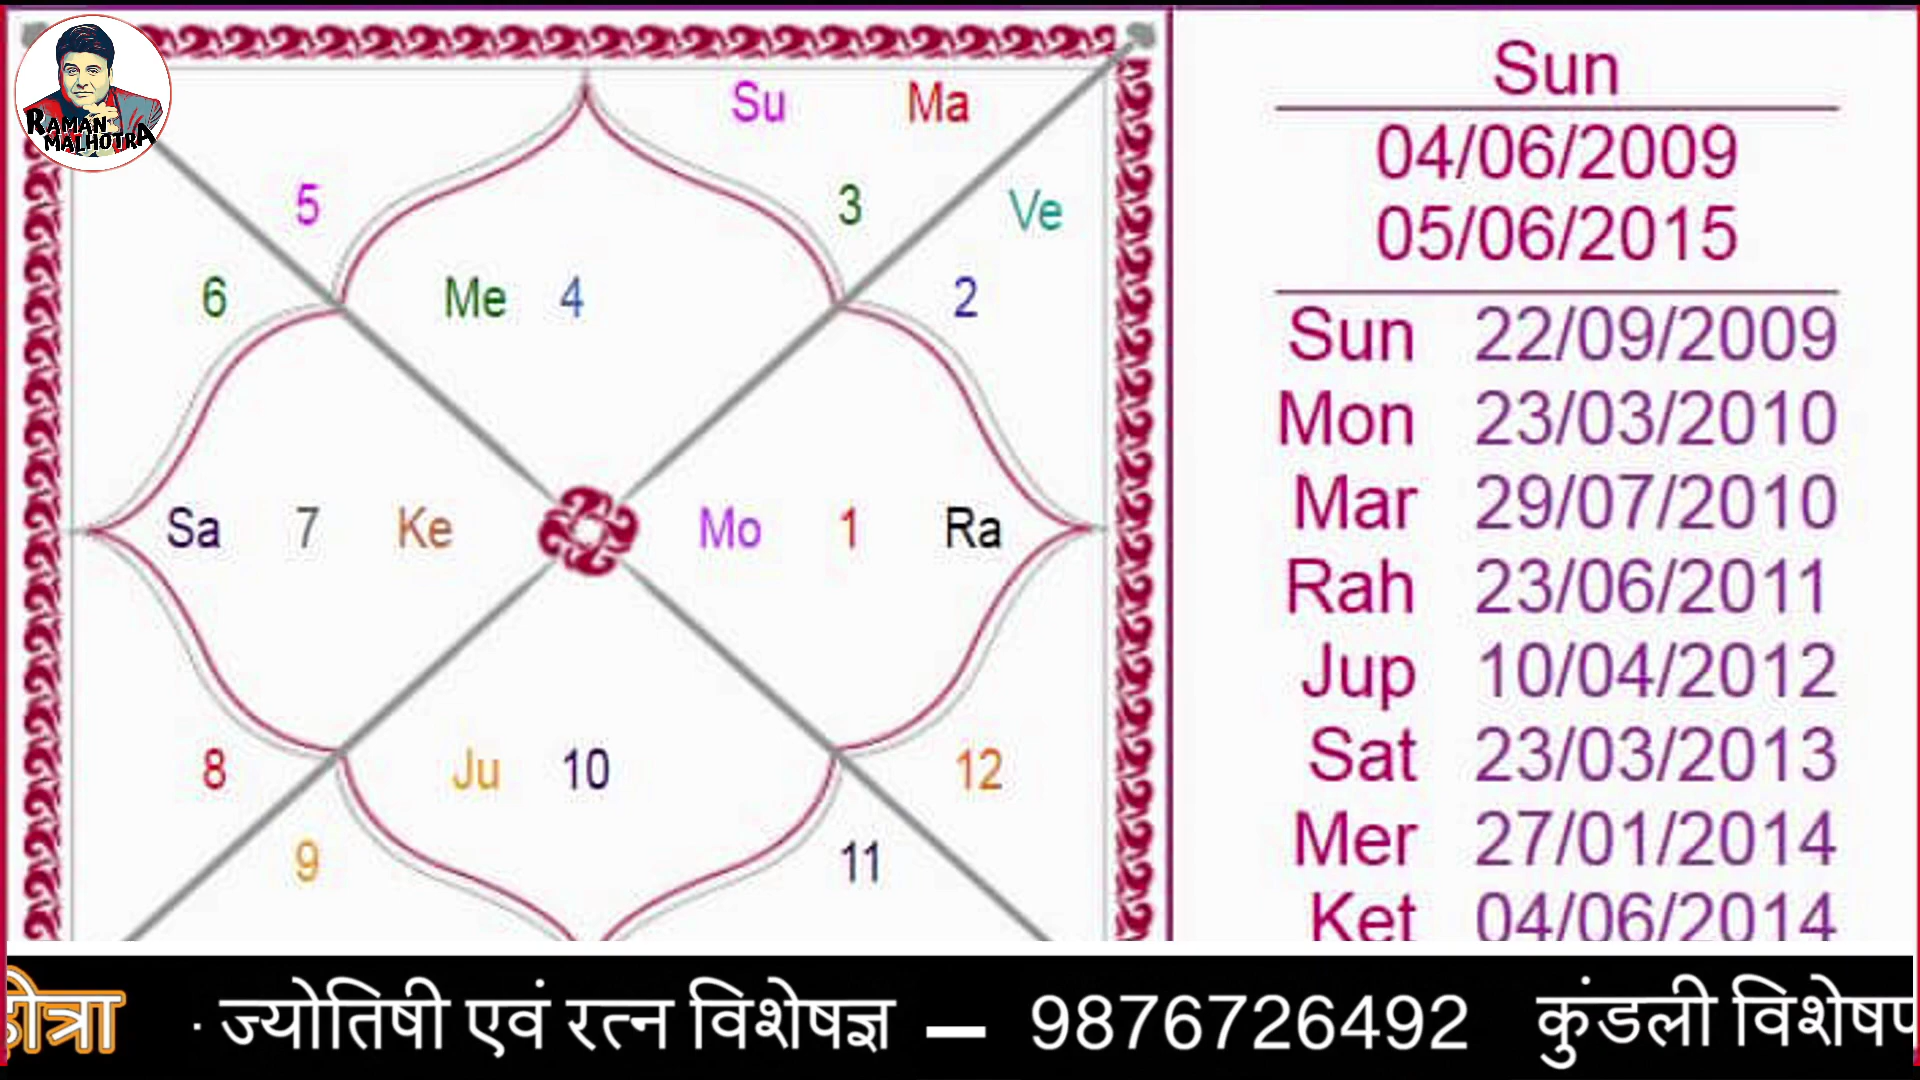 RAMAN
MALHOTRA
Su Ma
5 3 Ve
6 Me 4 2
Sa 7 Ke Mo 1 Ra
8 Ju 10 12
9 11
Sun
04/06/2009
05/06/2015
Sun 22/09/2009
Mon 23/03/2010
Mar 29/07/2010
Rah 23/06/2011
Jup 10/04/2012
Sat 23/03/2013
Mer 27/01/2014
Ket 04/06/2014
· ज्योतिषी एवं रत्न विशेषज्ञ – 9876726492 कुंडली